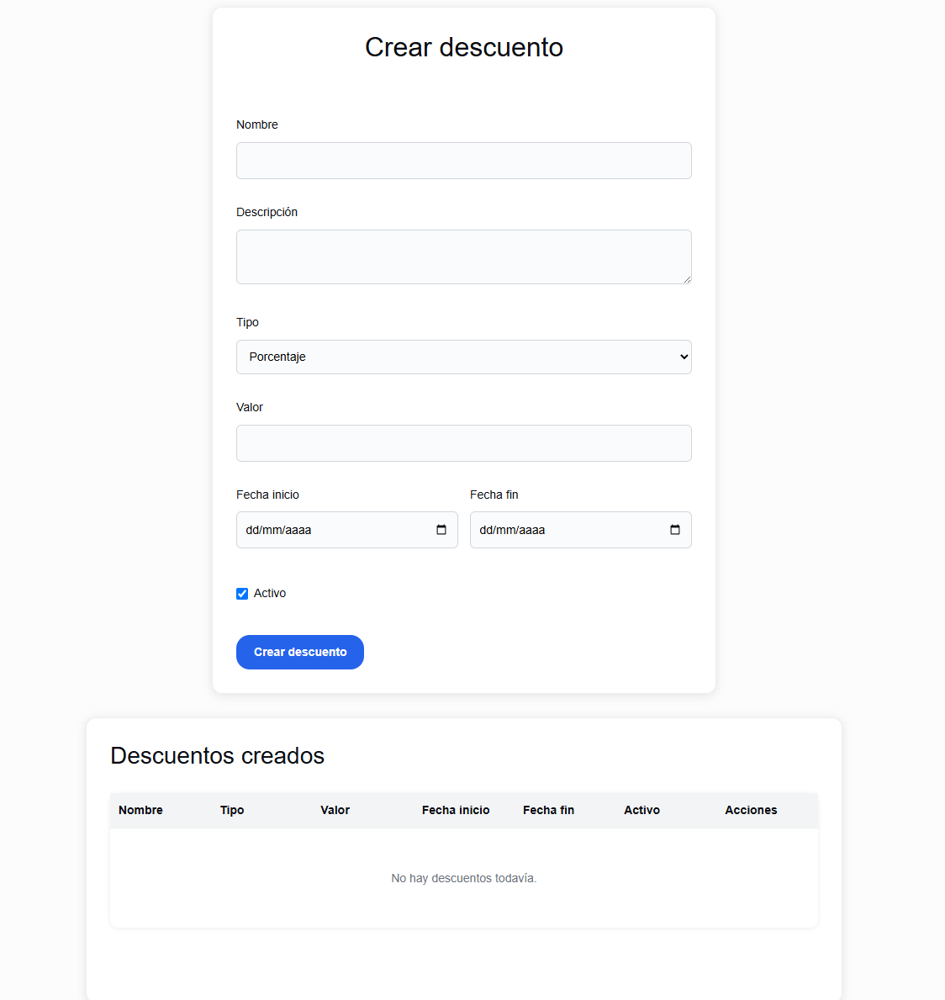 Crear descuento
Nombre
Descripción
Tipo
Porcentaje
Valor
Fecha inicio Fecha fin
dd/mm/aaaa dd/mm/aaaa
Activo
Crear descuento
Descuentos creados
Nombre Tipo Valor Fecha inicio Fecha fin Activo Acciones
No hay descuentos todavía.